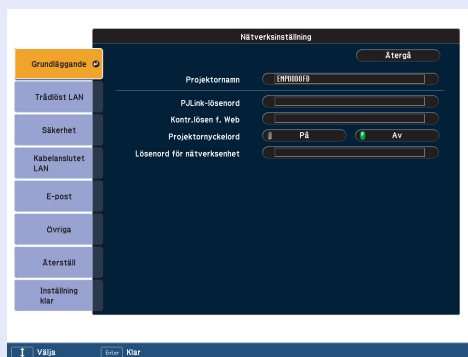 Nätverksinställning
Återgå
Grundläggande
Projektornamn EMP0D08FD
Trådlöst LAN
PJLink-lösenord
Kontr.lösen f. Web
Säkerhet
Projektornyckelord På Av
Lösenord för nätverksenhet
Kabelanslutet
LAN
E-post
Övriga
Återställ
Inställning
klar
Välja Enter Klar